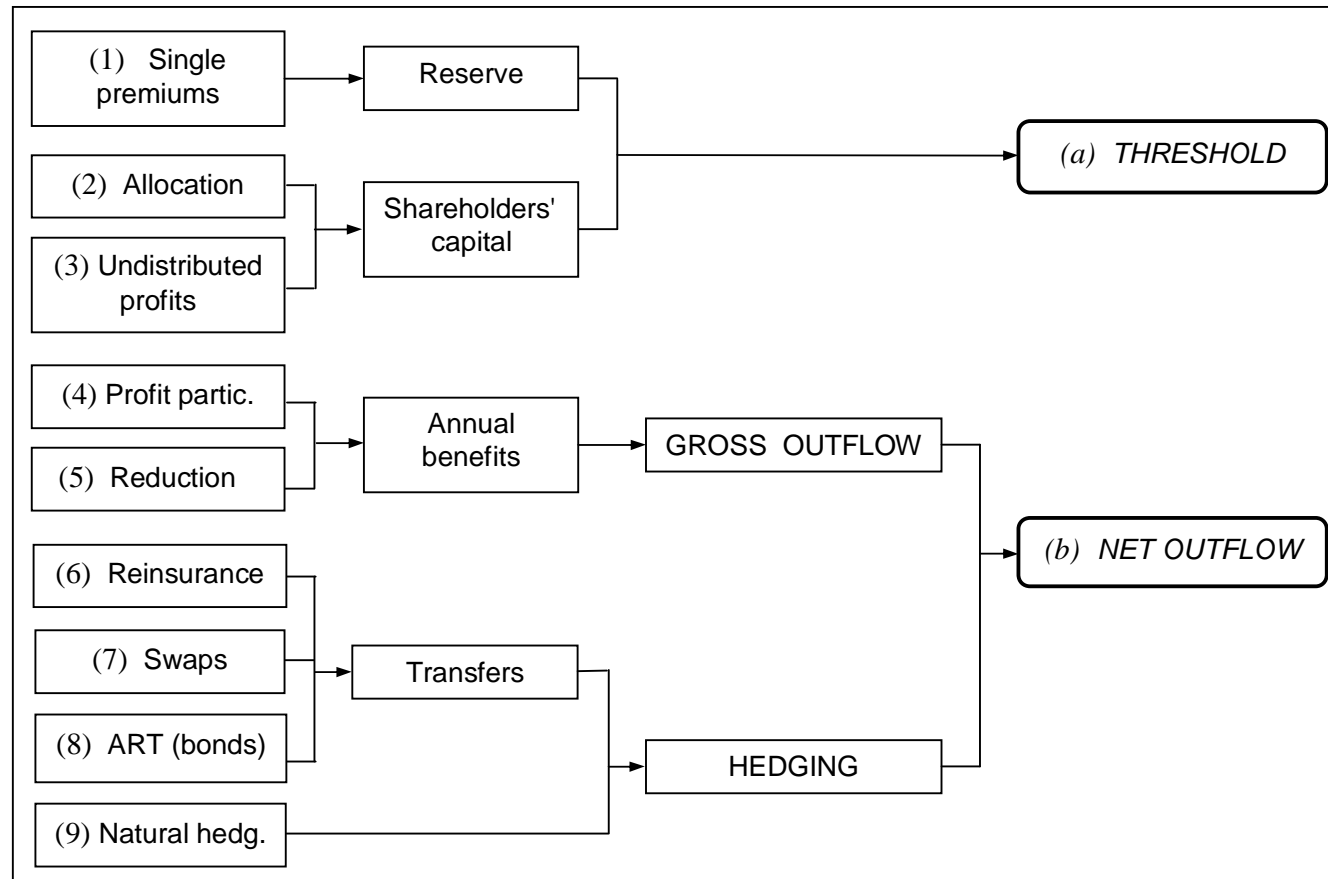 (1) Single
premiums
Reserve
(a) THRESHOLD
(2) Allocation
Shareholders'
capital
(3) Undistributed
profits
(4) Profit partic.
Annual
benefits
GROSS OUTFLOW
(5) Reduction
(b) NET OUTFLOW
(6) Reinsurance
(7) Swaps
Transfers
(8) ART (bonds)
HEDGING
(9) Natural hedg.